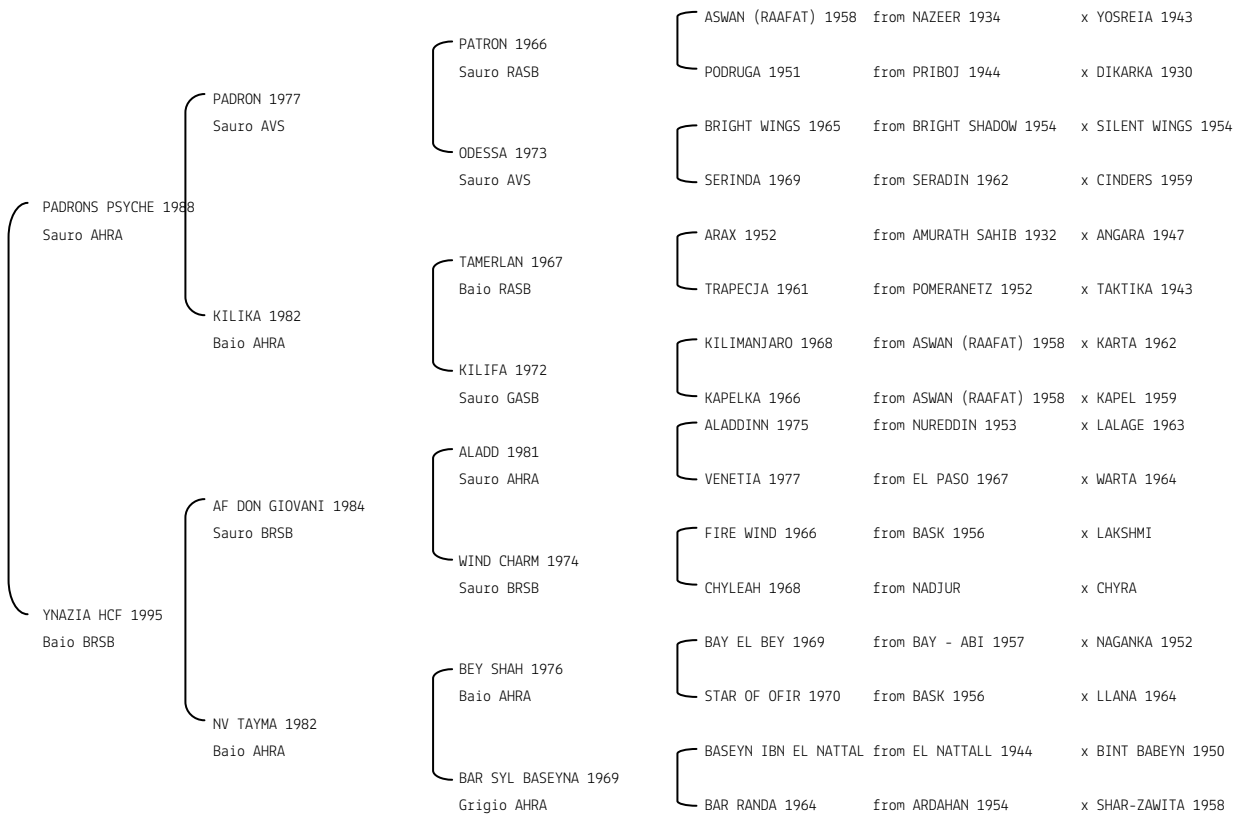 ASWAN (RAAFAT) 1958 from NAZEER 1934 x YOSREIA 1943
PATRON 1966
Sauro RASB
PODRUGA 1951 from PRIBOJ 1944 x DIKARKA 1930
PADRON 1977
Sauro AVS
BRIGHT WINGS 1965 from BRIGHT SHADOW 1954 x SILENT WINGS 1954
ODESSA 1973
Sauro AVS
SERINDA 1969 from SERADIN 1962 x CINDERS 1959
PADRONS PSYCHE 1988
Sauro AHRA
ARAX 1952 from AMURATH SAHIB 1932 x ANGARA 1947
TAMERLAN 1967
Baio RASB
TRAPECJA 1961 from POMERANETZ 1952 x TAKTIKA 1943
KILIKA 1982
Baio AHRA
KILIMANJARO 1968 from ASWAN (RAAFAT) 1958 x KARTA 1962
KILIFA 1972
Sauro GASB
KAPELKA 1966 from ASWAN (RAAFAT) 1958 x KAPEL 1959
ALADDINN 1975 from NUREDDIN 1953 x LALAGE 1963
ALADD 1981
Sauro AHRA
VENETIA 1977 from EL PASO 1967 x WARTA 1964
AF DON GIOVANI 1984
Sauro BRSB
FIRE WIND 1966 from BASK 1956 x LAKSHMI
WIND CHARM 1974
Sauro BRSB
CHYLEAH 1968 from NADJUR x CHYRA
YNAZIA HCF 1995
Baio BRSB
BAY EL BEY 1969 from BAY - ABI 1957 x NAGANKA 1952
BEY SHAH 1976
Baio AHRA
STAR OF OFIR 1970 from BASK 1956 x LLANA 1964
NV TAYMA 1982
Baio AHRA
BASEYN IBN EL NATTAL from EL NATTALL 1944 x BINT BABEYN 1950
BAR SYL BASEYNA 1969
Grigio AHRA
BAR RANDA 1964 from ARDAHAN 1954 x SHAR-ZAWITA 1958